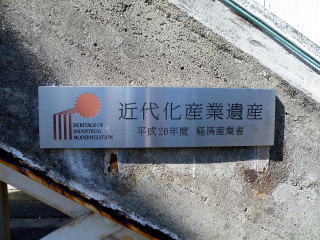 近代化産業遺産
平成20年度 経済産業省
HERITAGE OF
INDUSTRIAL
MODERNIZATION